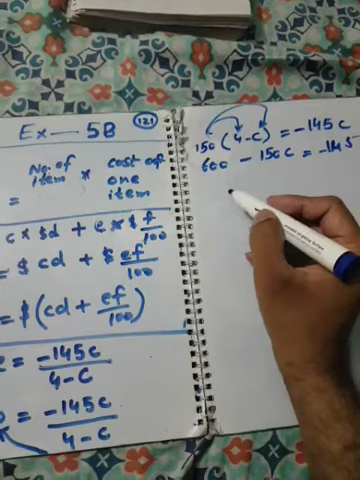 Ex — 5B
121
No. of item × cost of one item
=
c × $d + e × $ f/100
= $ cd + $ ef/100
= $ (cd + ef/100)
= -145c / 4-C
= -145c / 4-C
150 (4-C) = -145 C
600 - 150C = -145